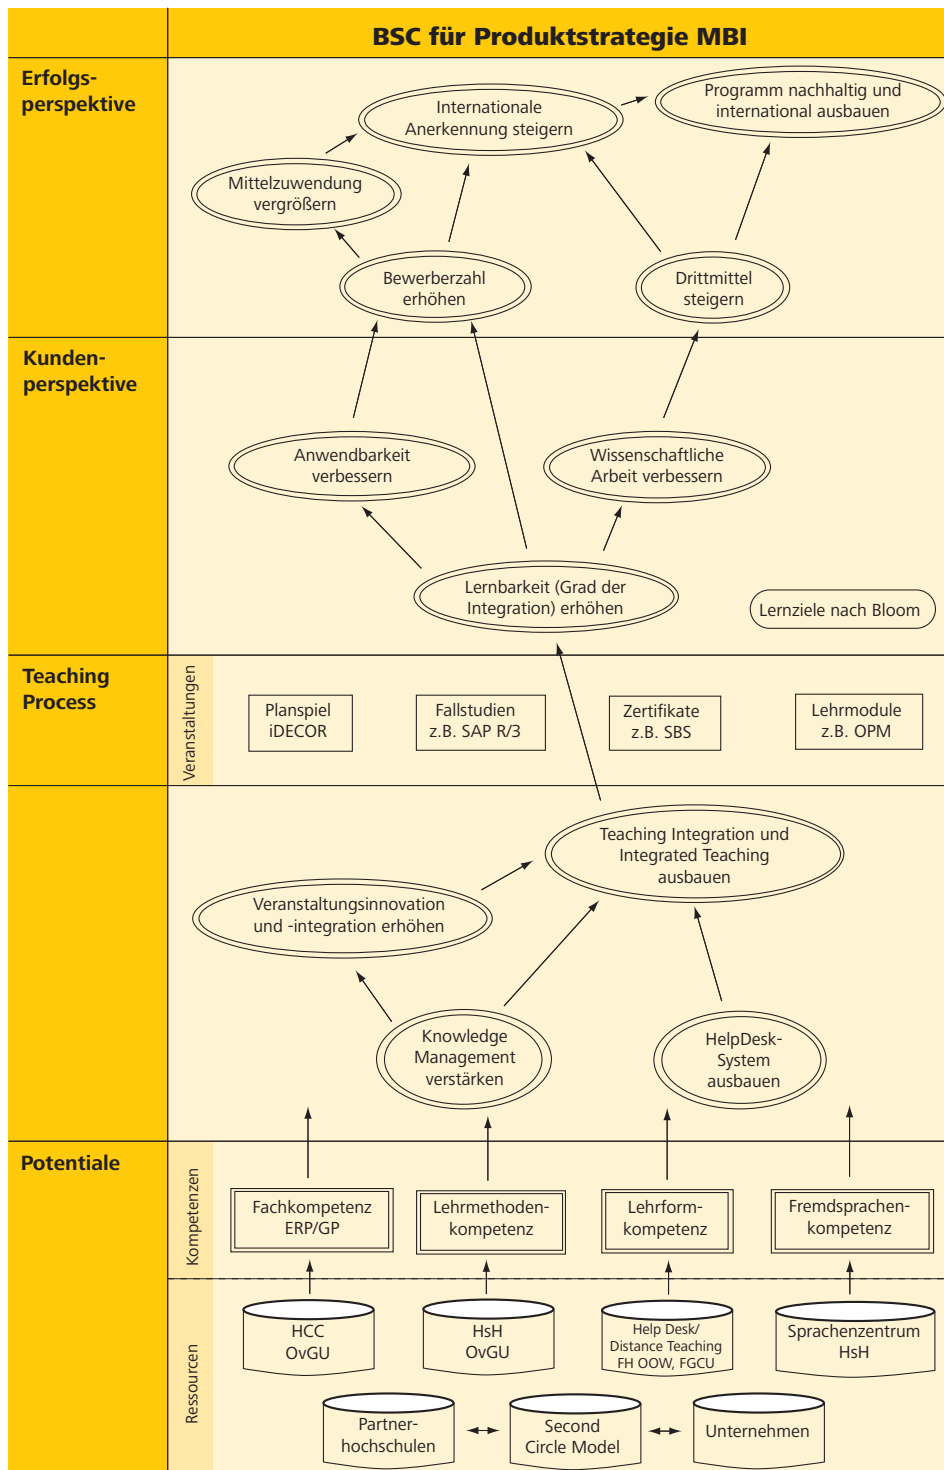 BSC für Produktstrategie MBI
Erfolgs-
perspektive
Internationale
Anerkennung steigern
Programm nachhaltig und
international ausbauen
Mittelzuwendung
vergrößern
Bewerberzahl
erhöhen
Drittmittel
steigern
Kunden-
perspektive
Anwendbarkeit
verbessern
Wissenschaftliche
Arbeit verbessern
Lernbarkeit (Grad der
Integration) erhöhen
Lernziele nach Bloom
Teaching
Process
Veranstaltungen
Planspiel
iDECOR
Fallstudien
z.B. SAP R/3
Zertifikate
z.B. SBS
Lehrmodule
z.B. OPM
Teaching Integration und
Integrated Teaching
ausbauen
Veranstaltungsinnovation
und -integration erhöhen
Knowledge
Management
verstärken
HelpDesk-
System
ausbauen
Potentiale
Kompetenzen
Fachkompetenz
ERP/GP
Lehrmethoden-
kompetenz
Lehrform-
kompetenz
Fremdsprachen-
kompetenz
Ressourcen
HCC
OvGU
HsH
OvGU
Help Desk/
Distance Teaching
FH OOW, FGCU
Sprachenzentrum
HsH
Partner-
hochschulen
Second
Circle Model
Unternehmen